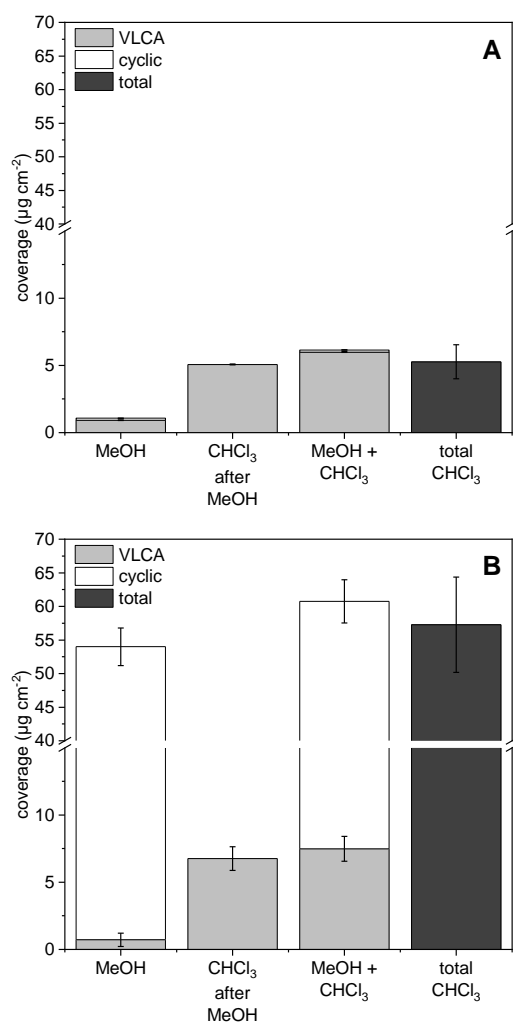 70
65
60
55
50
45
40
10
5
0
coverage (µg cm⁻²)
VLCA
cyclic
total
A
MeOH
CHCl₃
after
MeOH
MeOH +
CHCl₃
total
CHCl₃
70
65
60
55
50
45
40
10
5
0
coverage (µg cm⁻²)
VLCA
cyclic
total
B
MeOH
CHCl₃
after
MeOH
MeOH +
CHCl₃
total
CHCl₃